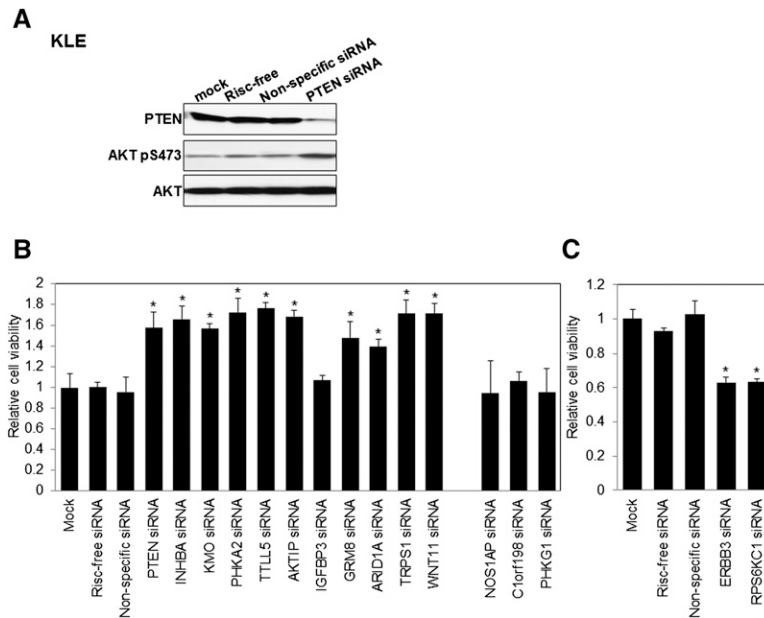 A
KLE
mock
Risc-free
Non-specific siRNA
PTEN siRNA
PTEN
AKT pS473
AKT
B
Relative cell viability
2
1.8
1.6
1.4
1.2
1
0.8
0.6
0.4
0.2
0
* * * * * * * * * *
Mock
Risc-free siRNA
Non-specific siRNA
PTEN siRNA
INHBA siRNA
KMO siRNA
PHKA2 siRNA
TTLL5 siRNA
AKTIP siRNA
IGFBP3 siRNA
GRM8 siRNA
ARID1A siRNA
TRPS1 siRNA
WNT11 siRNA
NOS1AP siRNA
C1orf198 siRNA
PHKG1 siRNA
C
Relative cell viability
1.2
1
0.8
0.6
0.4
0.2
0
* *
Mock
Risc-free siRNA
Non-specific siRNA
ERBB3 siRNA
RPS6KC1 siRNA